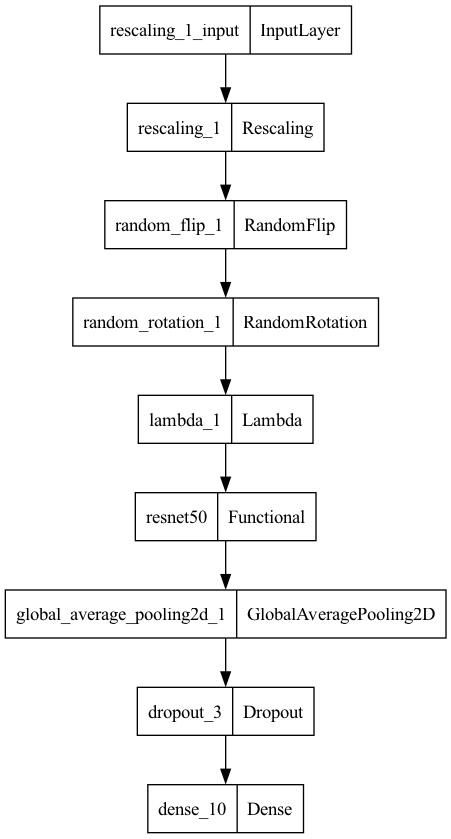 rescaling_1_input InputLayer
rescaling_1 Rescaling
random_flip_1 RandomFlip
random_rotation_1 RandomRotation
lambda_1 Lambda
resnet50 Functional
global_average_pooling2d_1 GlobalAveragePooling2D
dropout_3 Dropout
dense_10 Dense